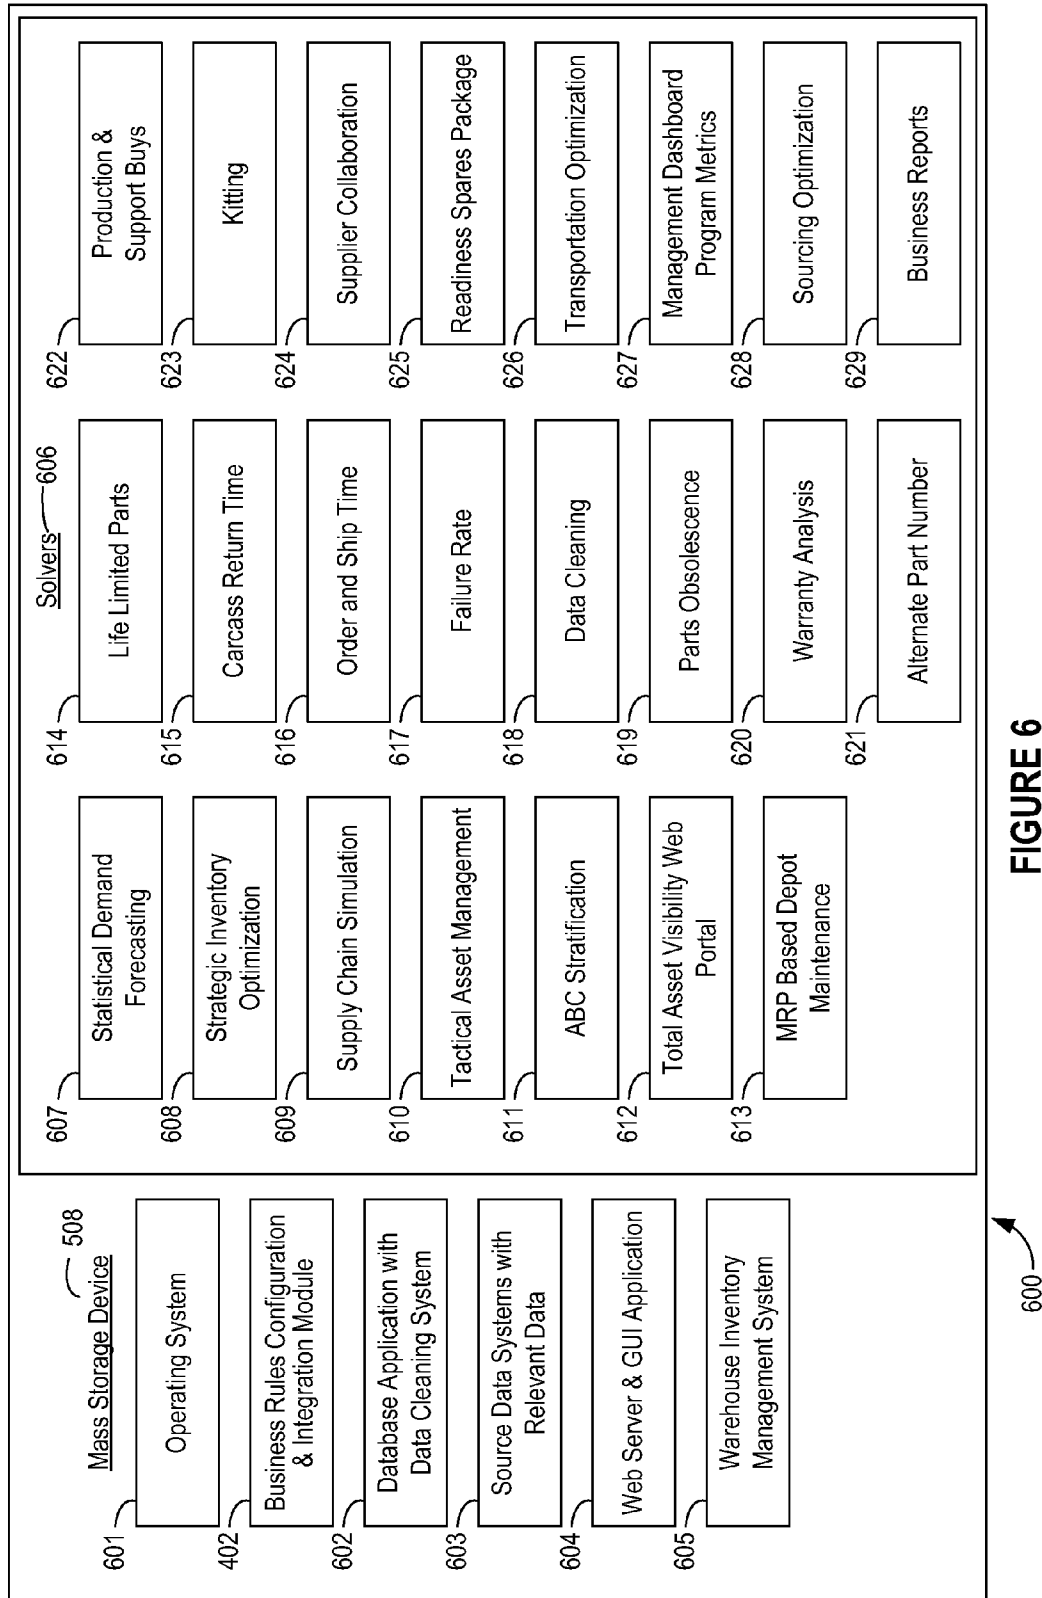 Mass Storage Device
508
601
Operating System
402
Business Rules Configuration
& Integration Module
602
Database Application with
Data Cleaning System
603
Source Data Systems with
Relevant Data
604
Web Server & GUI Application
605
Warehouse Inventory
Management System
Solvers
606
607
Statistical Demand
Forecasting
608
Strategic Inventory
Optimization
609
Supply Chain Simulation
610
Tactical Asset Management
611
ABC Stratification
612
Total Asset Visibility Web
Portal
613
MRP Based Depot
Maintenance
614
Life Limited Parts
615
Carcass Return Time
616
Order and Ship Time
617
Failure Rate
618
Data Cleaning
619
Parts Obsolescence
620
Warranty Analysis
621
Alternate Part Number
622
Production &
Support Buys
623
Kitting
624
Supplier Collaboration
625
Readiness Spares Package
626
Transportation Optimization
627
Management Dashboard
Program Metrics
628
Sourcing Optimization
629
Business Reports
600
FIGURE 6